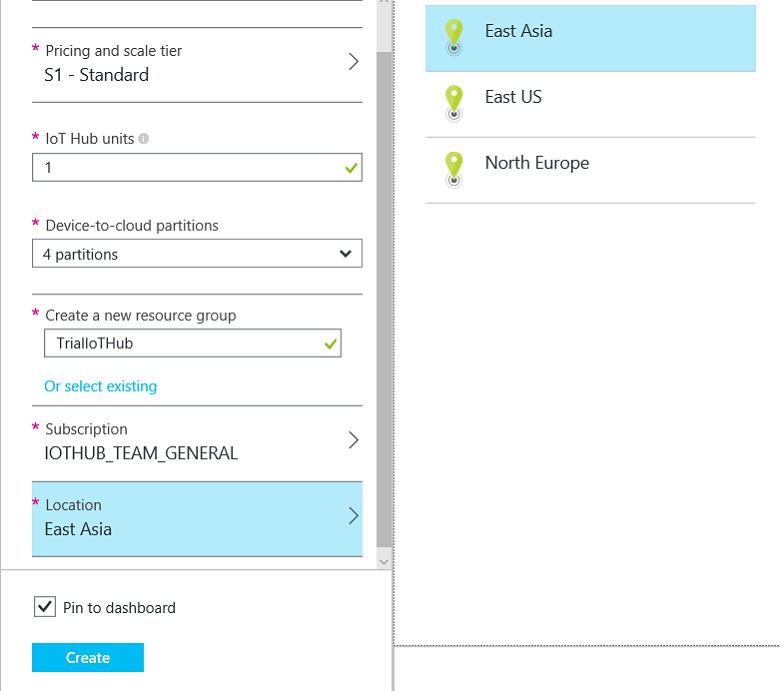 * Pricing and scale tier
S1 - Standard
* IoT Hub units
1
* Device-to-cloud partitions
4 partitions
* Create a new resource group
TrialIoTHub
Or select existing
* Subscription
IOTHUB_TEAM_GENERAL
* Location
East Asia
Pin to dashboard
Create
East Asia
East US
North Europe